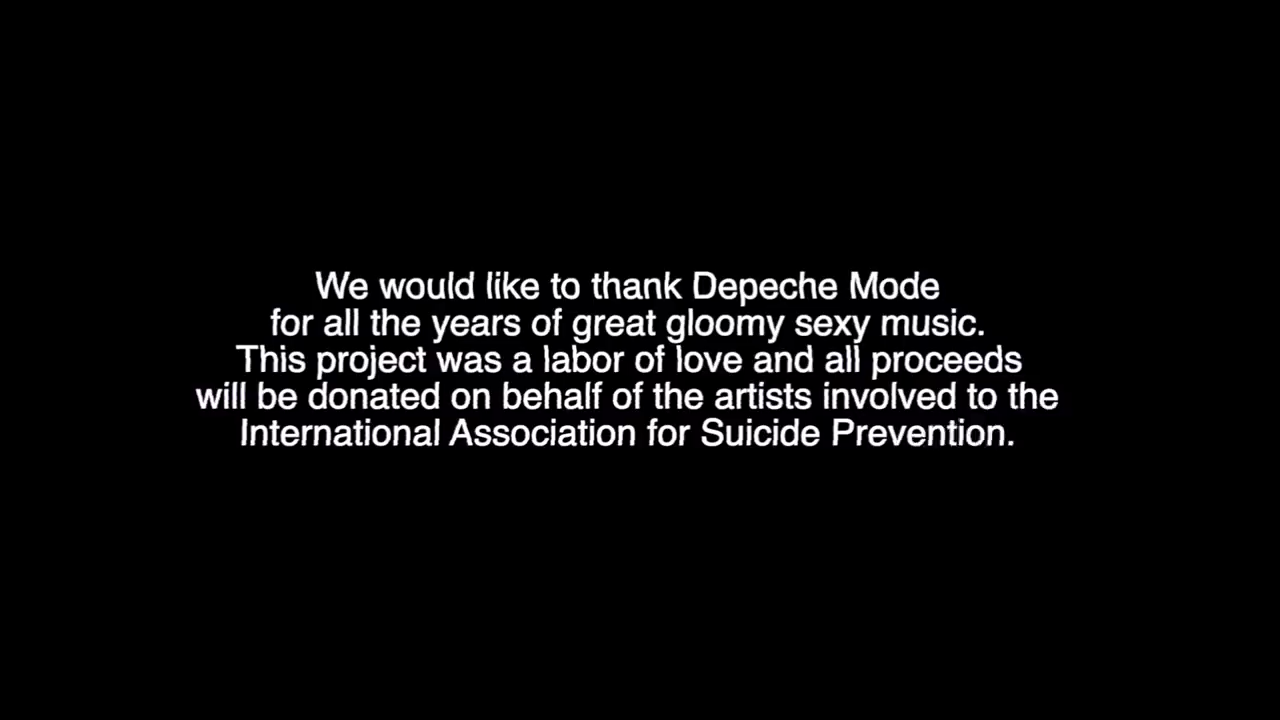 We would like to thank Depeche Mode
for all the years of great gloomy sexy music.
This project was a labor of love and all proceeds
will be donated on behalf of the artists involved to the
International Association for Suicide Prevention.